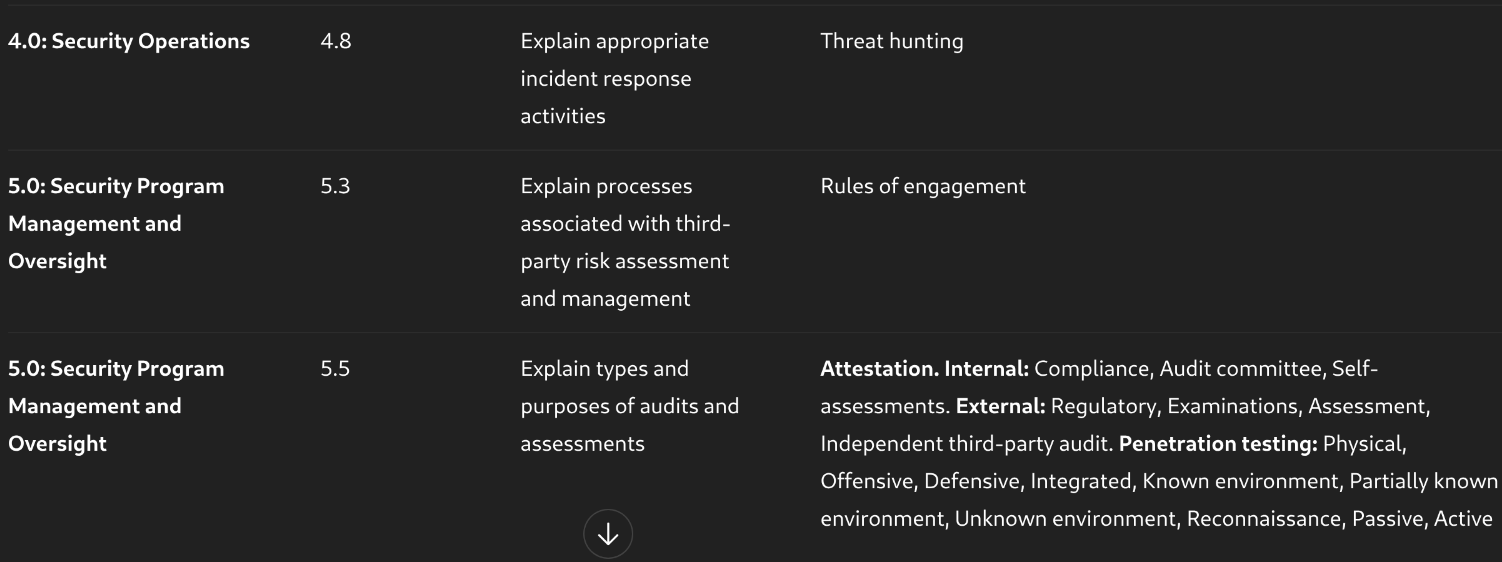 4.0: Security Operations
4.8
Explain appropriate
incident response
activities
Threat hunting
5.0: Security Program
Management and
Oversight
5.3
Explain processes
associated with third-
party risk assessment
and management
Rules of engagement
5.0: Security Program
Management and
Oversight
5.5
Explain types and
purposes of audits and
assessments
Attestation. Internal: Compliance, Audit committee, Self-
assessments. External: Regulatory, Examinations, Assessment,
Independent third-party audit. Penetration testing: Physical,
Offensive, Defensive, Integrated, Known environment, Partially known
environment, Unknown environment, Reconnaissance, Passive, Active